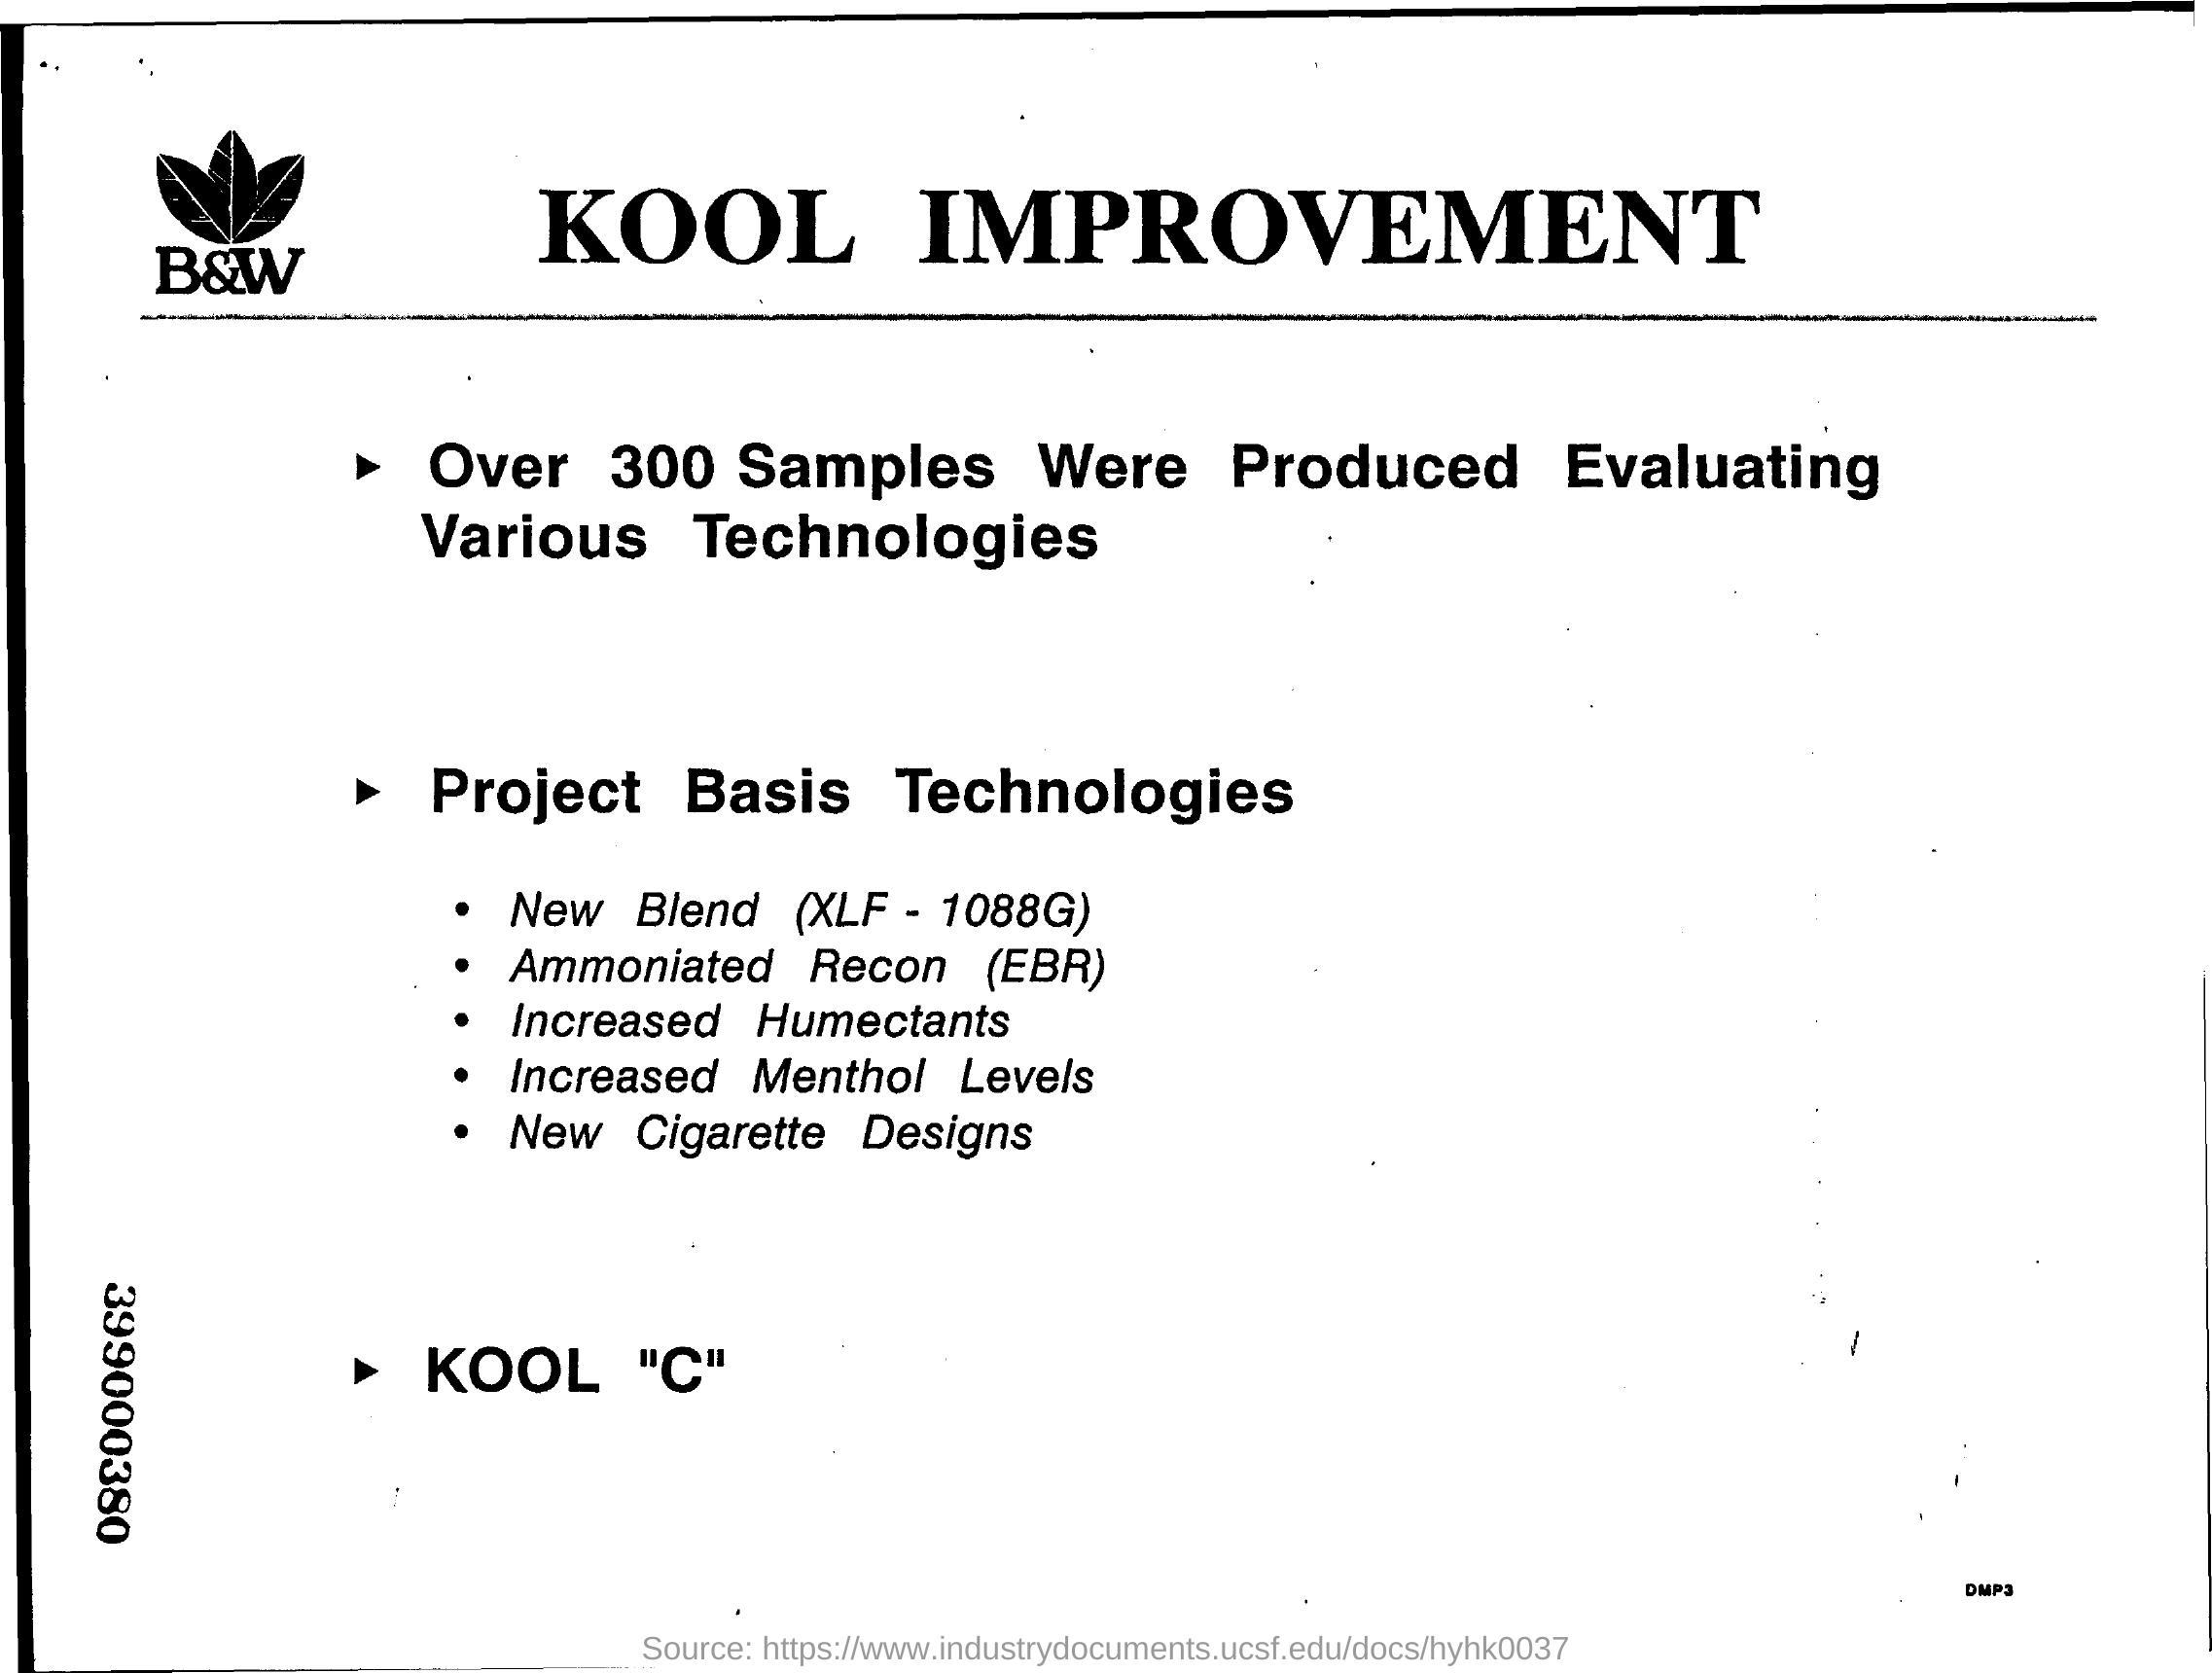 B&W
KOOL IMPROVEMENT
► Over 300 Samples Were Produced Evaluating
Various Technologies
► Project Basis Technologies
• New Blend (XLF - 1088G)
• Ammoniated Recon (EBR)
• Increased Humectants
• Increased Menthol Levels
• New Cigarette Designs
► KOOL "C"
399000380
DMP3
Source: https://www.industrydocuments.ucsf.edu/docs/hyhk0037